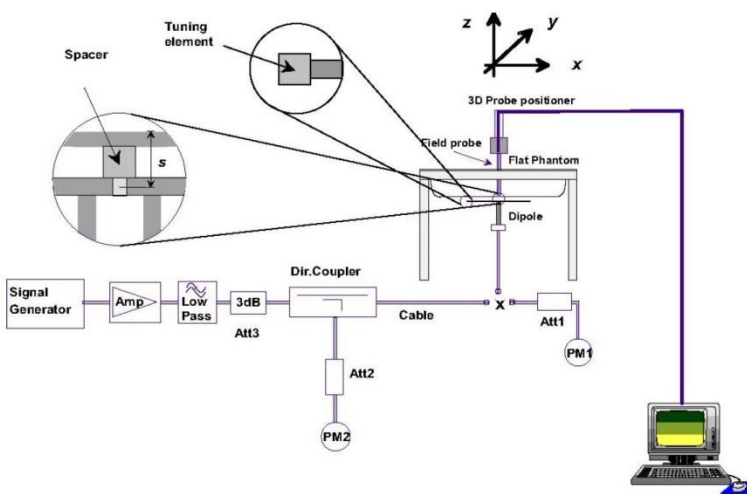 Tuning
element
Spacer
s
z
y
x
3D Probe positioner
Field probe
Flat Phantom
Dipole
Signal
Generator
Amp
Low
Pass
3dB
Att3
Dir.Coupler
Cable
x
Att1
PM1
Att2
PM2